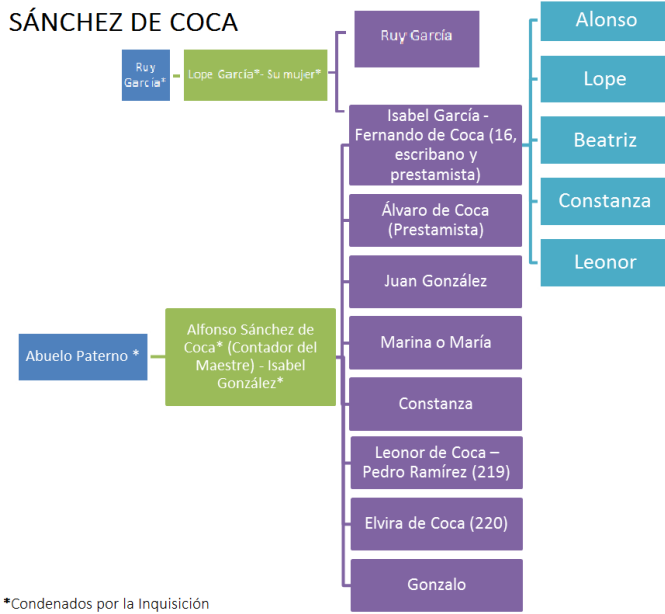 SÁNCHEZ DE COCA
Ruy
García*
Lope García*- Su mujer*
Ruy García
Isabel García -
Fernando de Coca (16,
escribano y
prestamista)
Alonso
Lope
Beatriz
Constanza
Leonor
Álvaro de Coca
(Prestamista)
Juan González
Abuelo Paterno *
Alfonso Sánchez de
Coca* (Contador del
Maestre) - Isabel
González*
Marina o María
Constanza
Leonor de Coca –
Pedro Ramírez (219)
Elvira de Coca (220)
Gonzalo
*Condenados por la Inquisición